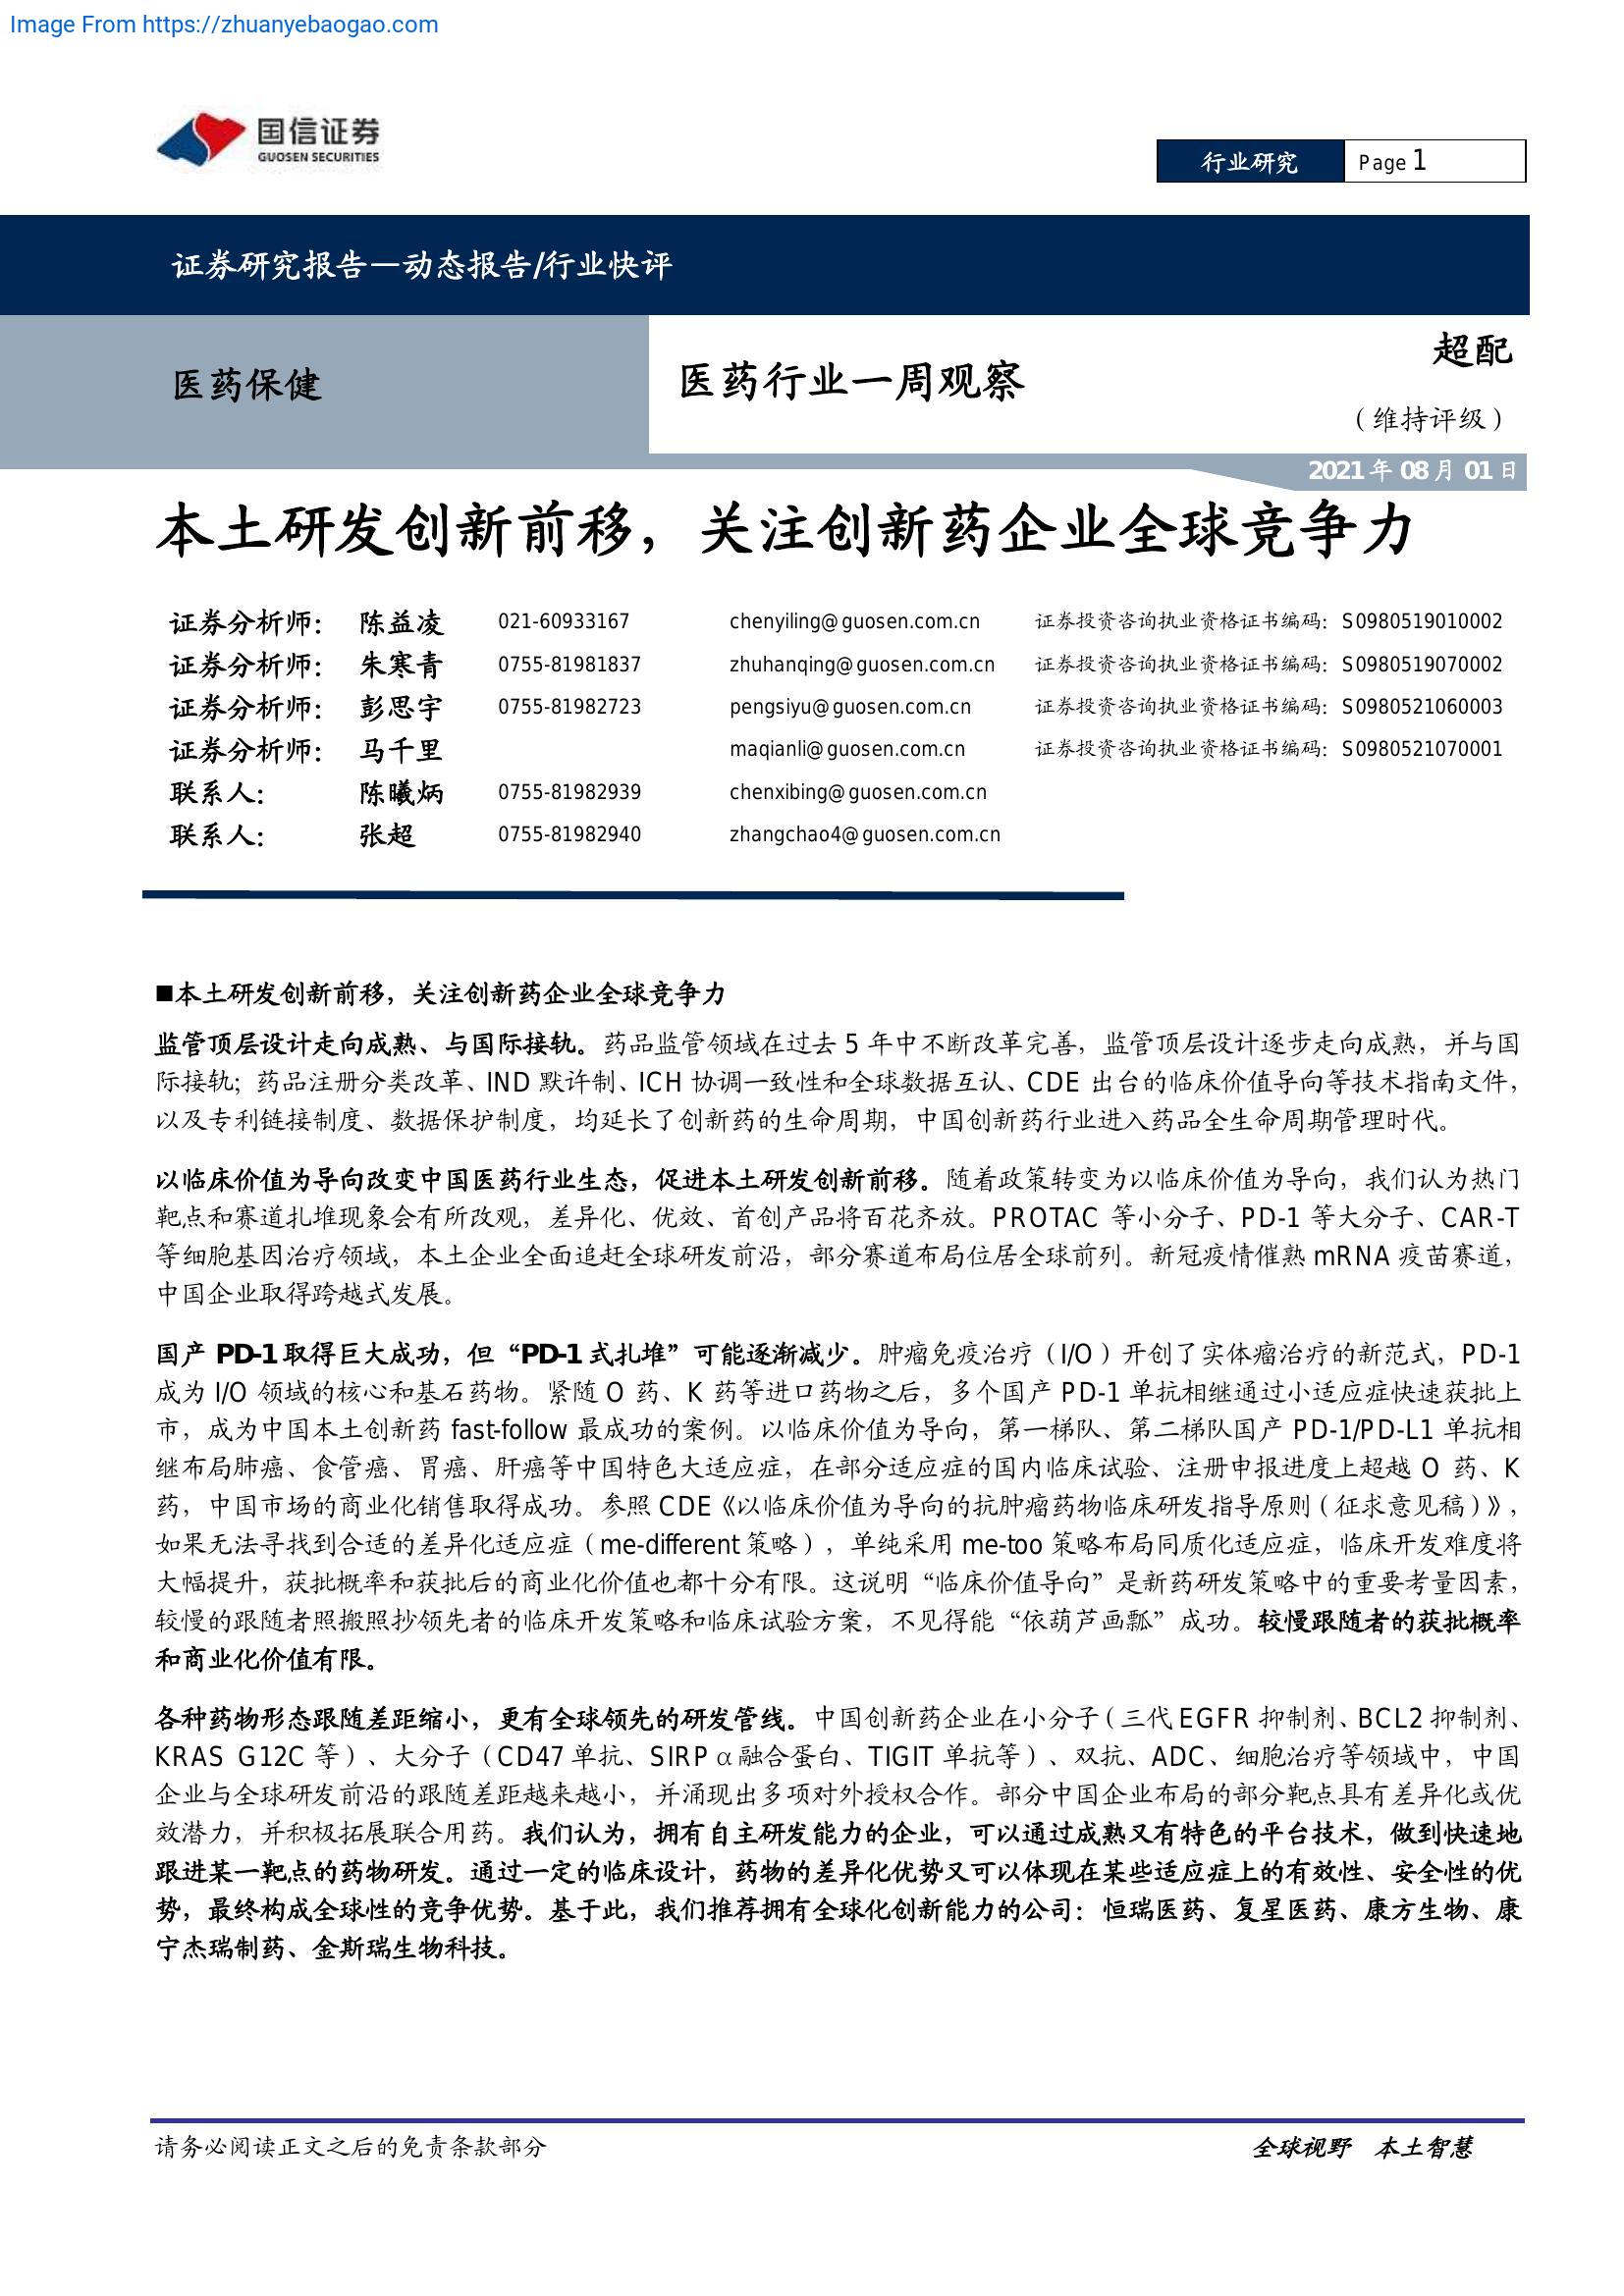 Image From https://zhuanyebaogao.com
国信证券
GUOSEN SECURITIES
行业研究 Page 1
证券研究报告—动态报告/行业快评
医药保健 医药行业一周观察 超配
（维持评级）
2021 年 08 月 01 日
本土研发创新前移，关注创新药企业全球竞争力
证券分析师： 陈益凌 021-60933167 chenyiling@guosen.com.cn 证券投资咨询执业资格证书编码：S0980519010002
证券分析师： 朱寒青 0755-81981837 zhuhanqing@guosen.com.cn 证券投资咨询执业资格证书编码：S0980519070002
证券分析师： 彭思宇 0755-81982723 pengsiyu@guosen.com.cn 证券投资咨询执业资格证书编码：S0980521060003
证券分析师： 马千里 maqianli@guosen.com.cn 证券投资咨询执业资格证书编码：S0980521070001
联系人： 陈曦炳 0755-81982939 chenxibing@guosen.com.cn
联系人： 张超 0755-81982940 zhangchao4@guosen.com.cn
■本土研发创新前移，关注创新药企业全球竞争力
监管顶层设计走向成熟、与国际接轨。药品监管领域在过去 5 年中不断改革完善，监管顶层设计逐步走向成熟，并与国
际接轨；药品注册分类改革、IND 默许制、ICH 协调一致性和全球数据互认、CDE 出台的临床价值导向等技术指南文件，
以及专利链接制度、数据保护制度，均延长了创新药的生命周期，中国创新药行业进入药品全生命周期管理时代。
以临床价值为导向改变中国医药行业生态，促进本土研发创新前移。随着政策转变为以临床价值为导向，我们认为热门
靶点和赛道扎堆现象会有所改观，差异化、优效、首创产品将百花齐放。PROTAC 等小分子、PD-1 等大分子、CAR-T
等细胞基因治疗领域，本土企业全面追赶全球研发前沿，部分赛道布局位居全球前列。新冠疫情催熟 mRNA 疫苗赛道，
中国企业取得跨越式发展。
国产 PD-1 取得巨大成功，但“PD-1 式扎堆”可能逐渐减少。肿瘤免疫治疗（I/O）开创了实体瘤治疗的新范式，PD-1
成为 I/O 领域的核心和基石药物。紧随 O 药、K 药等进口药物之后，多个国产 PD-1 单抗相继通过小适应症快速获批上
市，成为中国本土创新药 fast-follow 最成功的案例。以临床价值为导向，第一梯队、第二梯队国产 PD-1/PD-L1 单抗相
继布局肺癌、食管癌、胃癌、肝癌等中国特色大适应症，在部分适应症的国内临床试验、注册申报进度上超越 O 药、K
药，中国市场的商业化销售取得成功。参照 CDE《以临床价值为导向的抗肿瘤药物临床研发指导原则（征求意见稿）》，
如果无法寻找到合适的差异化适应症（me-different 策略），单纯采用 me-too 策略布局同质化适应症，临床开发难度将
大幅提升，获批概率和获批后的商业化价值也都十分有限。这说明“临床价值导向”是新药研发策略中的重要考量因素，
较慢的跟随者照搬照抄领先者的临床开发策略和临床试验方案，不见得能“依葫芦画瓢”成功。较慢跟随者的获批概率
和商业化价值有限。
各种药物形态跟随差距缩小，更有全球领先的研发管线。中国创新药企业在小分子（三代 EGFR 抑制剂、BCL2 抑制剂、
KRAS G12C 等）、大分子（CD47 单抗、SIRPα融合蛋白、TIGIT 单抗等）、双抗、ADC、细胞治疗等领域中，中国
企业与全球研发前沿的跟随差距越来越小，并涌现出多项对外授权合作。部分中国企业布局的部分靶点具有差异化或优
效潜力，并积极拓展联合用药。我们认为，拥有自主研发能力的企业，可以通过成熟又有特色的平台技术，做到快速地
跟进某一靶点的药物研发。通过一定的临床设计，药物的差异化优势又可以体现在某些适应症上的有效性、安全性的优
势，最终构成全球性的竞争优势。基于此，我们推荐拥有全球化创新能力的公司：恒瑞医药、复星医药、康方生物、康
宁杰瑞制药、金斯瑞生物科技。
请务必阅读正文之后的免责条款部分 全球视野 本土智慧